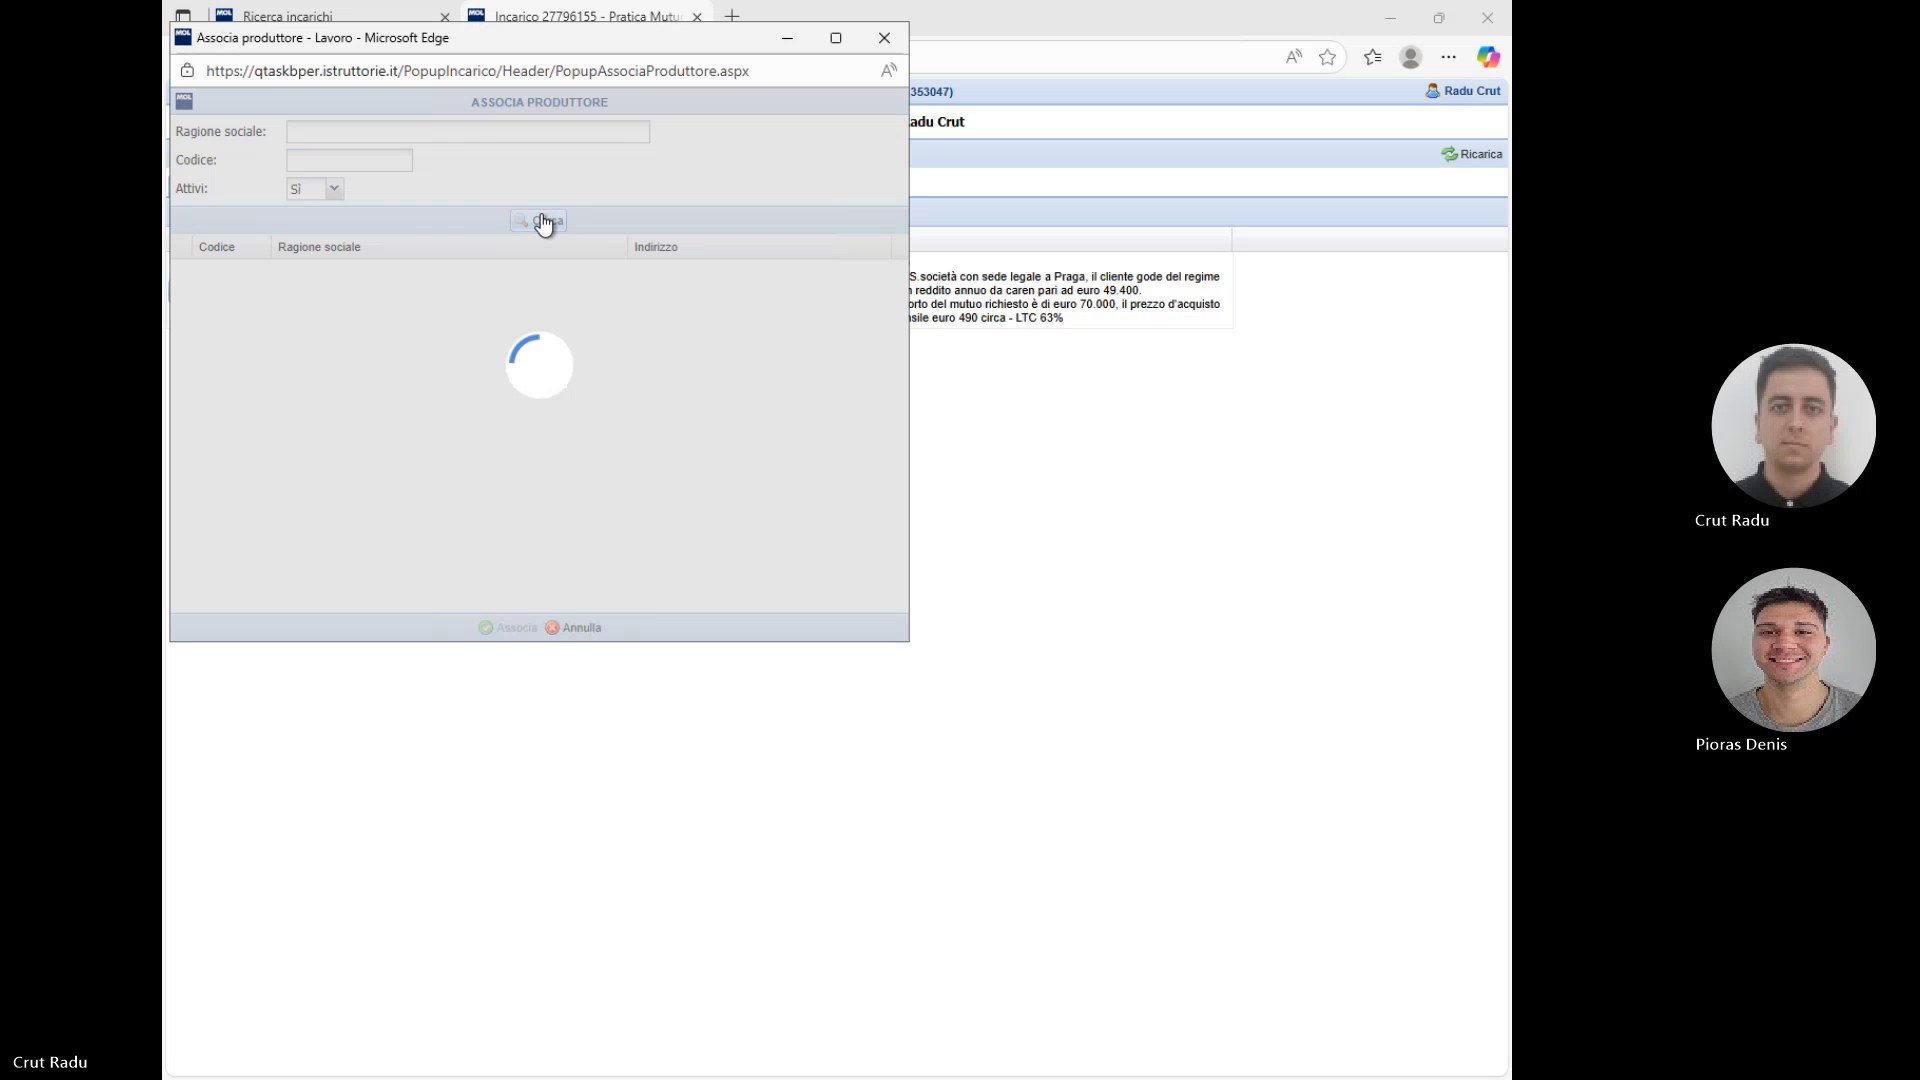 MOL Ricerca incarichi
MOL Incarico 27796155 - Pratica Mutu
MOL Associa produttore - Lavoro - Microsoft Edge
https://qtaskbper.istruttorie.it/PopupIncarico/Header/PopupAssociaProduttore.aspx
353047)
Radu Crut
MOL ASSOCIA PRODUTTORE
adu Crut
Ragione sociale:
Codice:
Ricarica
Attivi:
Sì
Codice
Ragione sociale
Indirizzo
S.società con sede legale a Praga, il cliente gode del regime
reddito annuo da caren pari ad euro 49.400.
orto del mutuo richiesto è di euro 70.000, il prezzo d'acquisto
sile euro 490 circa - LTC 63%
Associa
Annulla
Crut Radu
Pioras Denis
Crut Radu